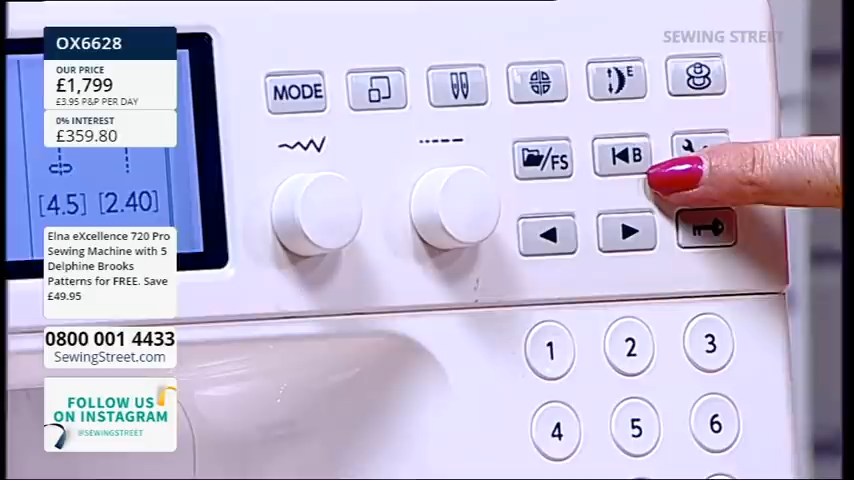 SEWING STREET
OX6628
OUR PRICE
£1,799
£3.95 P&P PER DAY
0% INTEREST
£359.80
[4.5] [2.40]
Elna eXcellence 720 Pro
Sewing Machine with 5
Delphine Brooks
Patterns for FREE. Save
£49.95
0800 001 4433
SewingStreet.com
FOLLOW US
ON INSTAGRAM
@SEWINGSTREET
MODE
E
/FS
B
1 2 3
4 5 6